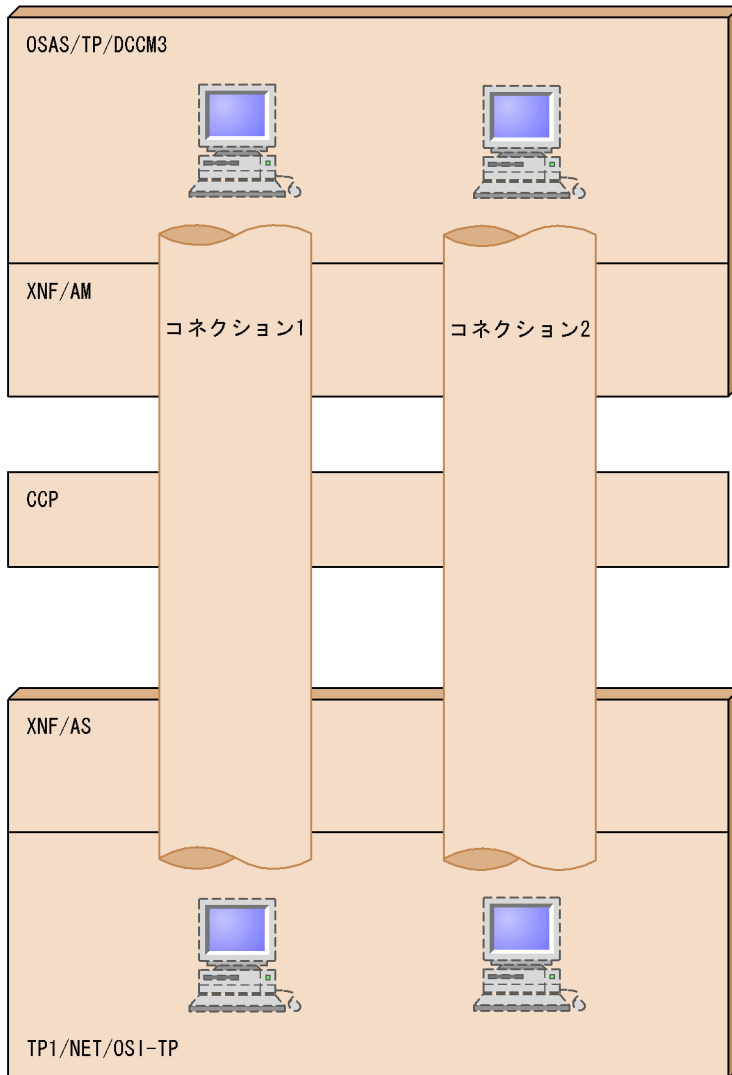 OSAS/TP/DCCM3
XNF/AM
コネクション1
コネクション2
CCP
XNF/AS
TP1/NET/OSI-TP